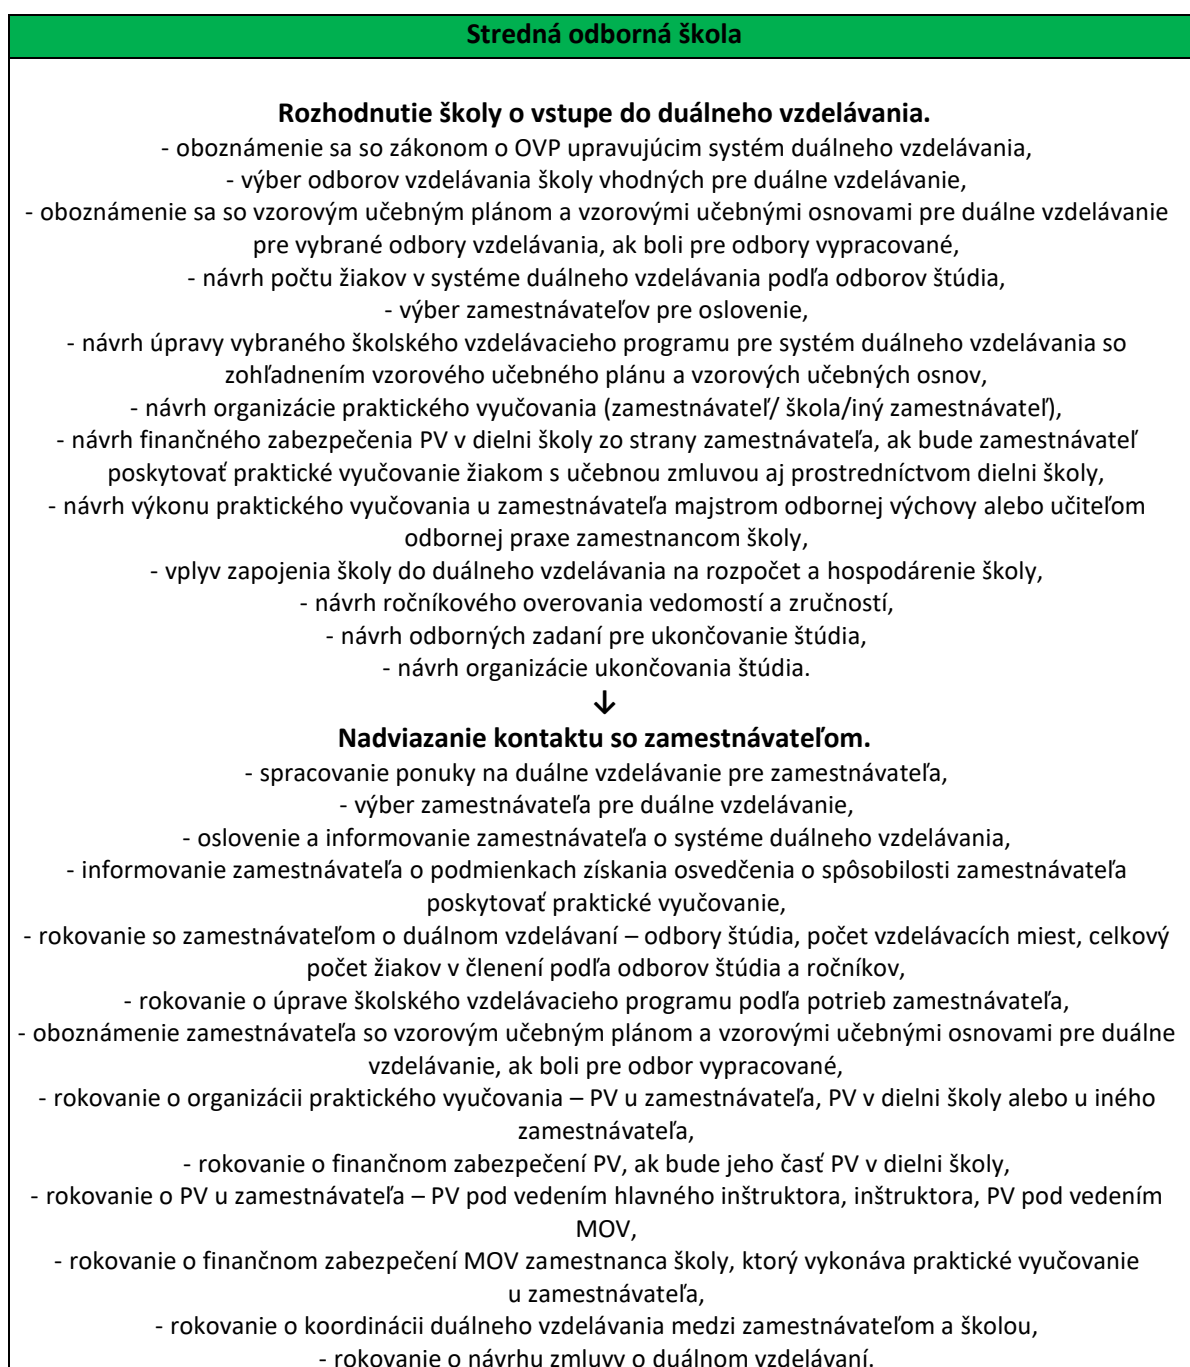 Stredná odborná škola
Rozhodnutie školy o vstupe do duálneho vzdelávania.
- oboznámenie sa so zákonom o OVP upravujúcim systém duálneho vzdelávania,
- výber odborov vzdelávania školy vhodných pre duálne vzdelávanie,
- oboznámenie sa so vzorovým učebným plánom a vzorovými učebnými osnovami pre duálne vzdelávanie
pre vybrané odbory vzdelávania, ak boli pre odbory vypracované,
- návrh počtu žiakov v systéme duálneho vzdelávania podľa odborov štúdia,
- výber zamestnávateľov pre oslovenie,
- návrh úpravy vybraného školského vzdelávacieho programu pre systém duálneho vzdelávania so
zohľadnením vzorového učebného plánu a vzorových učebných osnov,
- návrh organizácie praktického vyučovania (zamestnávateľ/ škola/iný zamestnávateľ),
- návrh finančného zabezpečenia PV v dielni školy zo strany zamestnávateľa, ak bude zamestnávateľ
poskytovať praktické vyučovanie žiakom s učebnou zmluvou aj prostredníctvom dielni školy,
- návrh výkonu praktického vyučovania u zamestnávateľa majstrom odbornej výchovy alebo učiteľom
odbornej praxe zamestnancom školy,
- vplyv zapojenia školy do duálneho vzdelávania na rozpočet a hospodárenie školy,
- návrh ročníkového overovania vedomostí a zručností,
- návrh odborných zadaní pre ukončovanie štúdia,
- návrh organizácie ukončovania štúdia.
↓
Nadviazanie kontaktu so zamestnávateľom.
- spracovanie ponuky na duálne vzdelávanie pre zamestnávateľa,
- výber zamestnávateľa pre duálne vzdelávanie,
- oslovenie a informovanie zamestnávateľa o systéme duálneho vzdelávania,
- informovanie zamestnávateľa o podmienkach získania osvedčenia o spôsobilosti zamestnávateľa
poskytovať praktické vyučovanie,
- rokovanie so zamestnávateľom o duálnom vzdelávaní – odbory štúdia, počet vzdelávacích miest, celkový
počet žiakov v členení podľa odborov štúdia a ročníkov,
- rokovanie o úprave školského vzdelávacieho programu podľa potrieb zamestnávateľa,
- oboznámenie zamestnávateľa so vzorovým učebným plánom a vzorovými učebnými osnovami pre duálne
vzdelávanie, ak boli pre odbor vypracované,
- rokovanie o organizácii praktického vyučovania – PV u zamestnávateľa, PV v dielni školy alebo u iného
zamestnávateľa,
- rokovanie o finančnom zabezpečení PV, ak bude jeho časť PV v dielni školy,
- rokovanie o PV u zamestnávateľa – PV pod vedením hlavného inštruktora, inštruktora, PV pod vedením
MOV,
- rokovanie o finančnom zabezpečení MOV zamestnanca školy, ktorý vykonáva praktické vyučovanie
u zamestnávateľa,
- rokovanie o koordinácii duálneho vzdelávania medzi zamestnávateľom a školou,
- rokovanie o návrhu zmluvy o duálnom vzdelávaní.